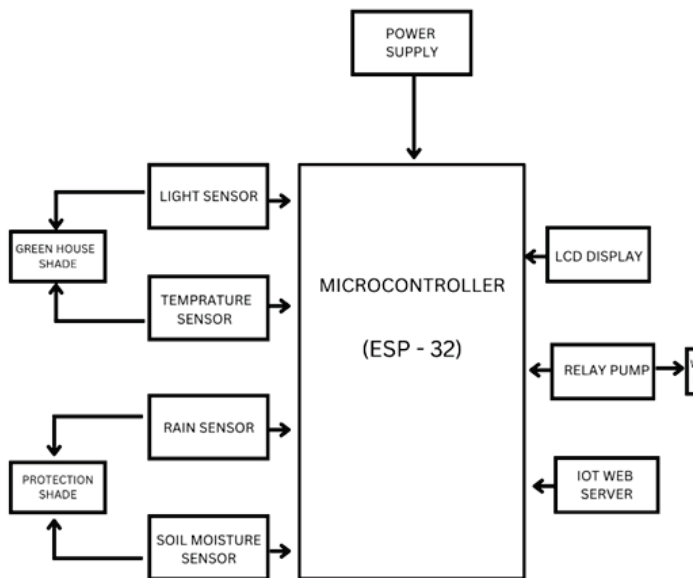 POWER
SUPPLY
LIGHT SENSOR
GREEN HOUSE
SHADE
TEMPRATURE
SENSOR
MICROCONTROLLER
(ESP - 32)
LCD DISPLAY
RELAY PUMP
RAIN SENSOR
PROTECTION
SHADE
SOIL MOISTURE
SENSOR
IOT WEB
SERVER